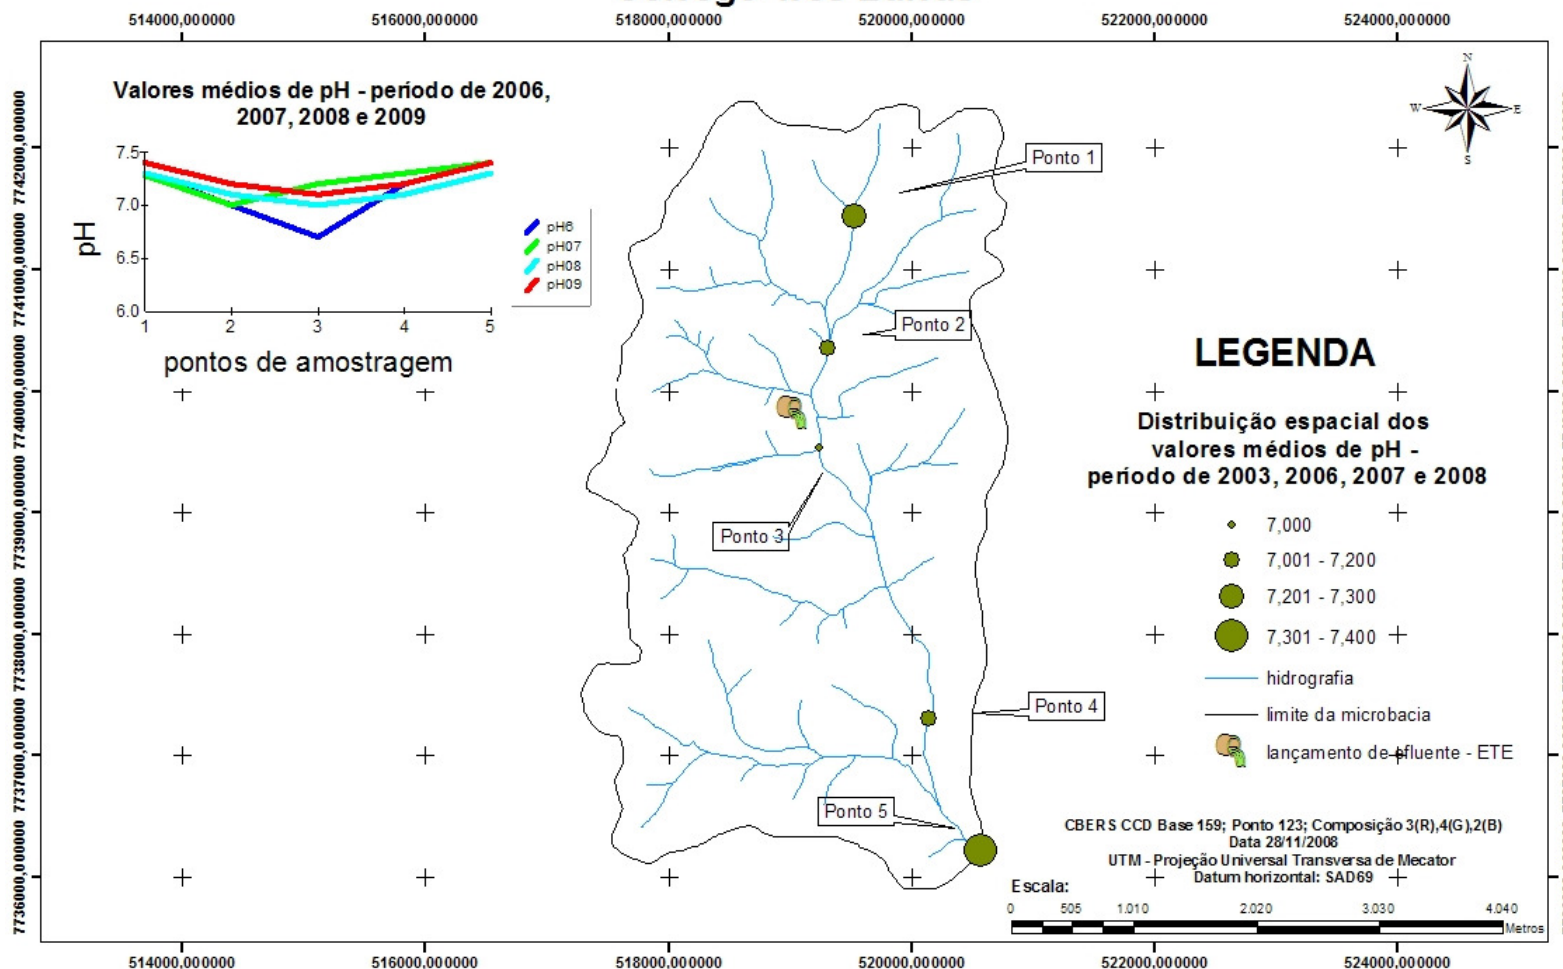 514000,000000 516000,000000 518000,000000 520000,000000 522000,000000 524000,000000
7742000,000000
7741000,000000
7740000,000000
7739000,000000
7738000,000000
7737000,000000
7736000,000000
Valores médios de pH - período de 2006,
2007, 2008 e 2009
7.5
7.0
6.5
6.0
pH
1 2 3 4 5
pontos de amostragem
pH6
pH07
pH08
pH09
N
W E
S
Ponto 1
Ponto 2
Ponto 3
Ponto 4
Ponto 5
LEGENDA
Distribuição espacial dos
valores médios de pH -
período de 2003, 2006, 2007 e 2008
7,000
7,001 - 7,200
7,201 - 7,300
7,301 - 7,400
hidrografia
limite da microbacia
lançamento de efluente - ETE
CBERS CCD Base 159; Ponto 123; Composição 3(R),4(G),2(B)
Data 28/11/2008
UTM - Projeção Universal Transversa de Mecator
Datum horizontal: SAD69
Escala:
0 505 1.010 2.020 3.030 4.040
Metros
514000,000000 516000,000000 518000,000000 520000,000000 522000,000000 524000,000000